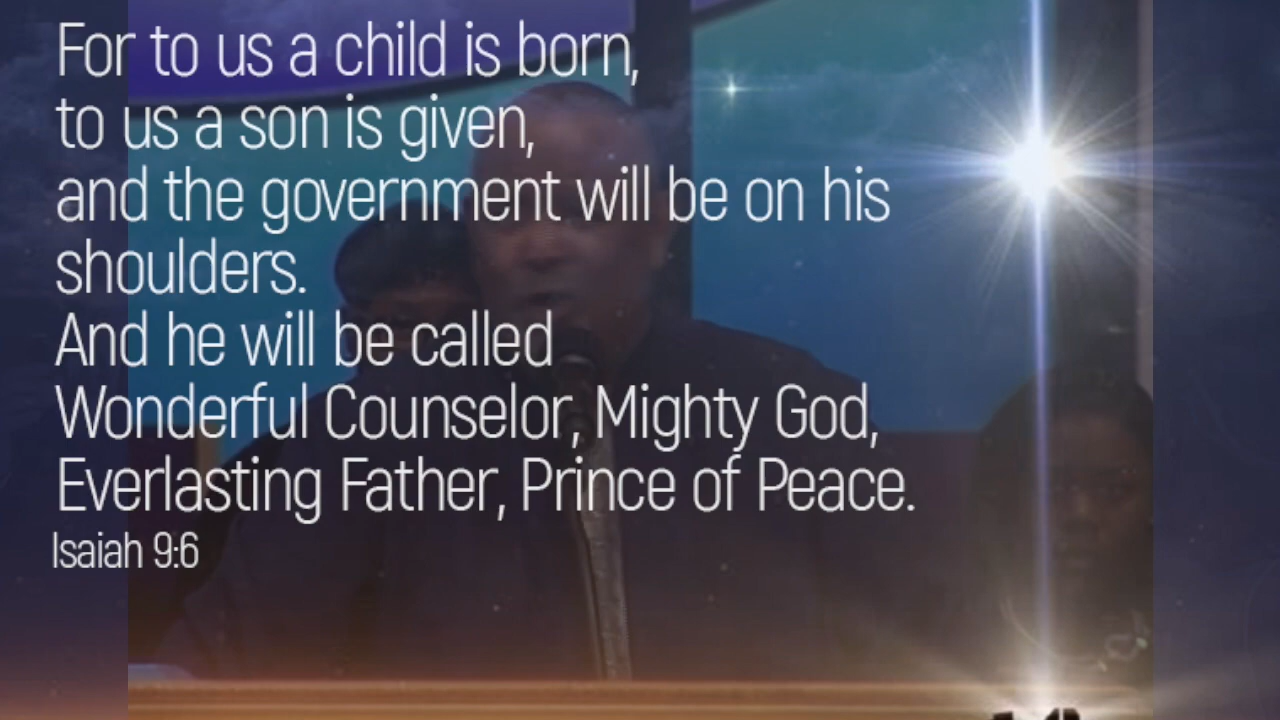 For to us a child is born,
to us a son is given,
and the government will be on his
shoulders.
And he will be called
Wonderful Counselor, Mighty God,
Everlasting Father, Prince of Peace.
Isaiah 9:6